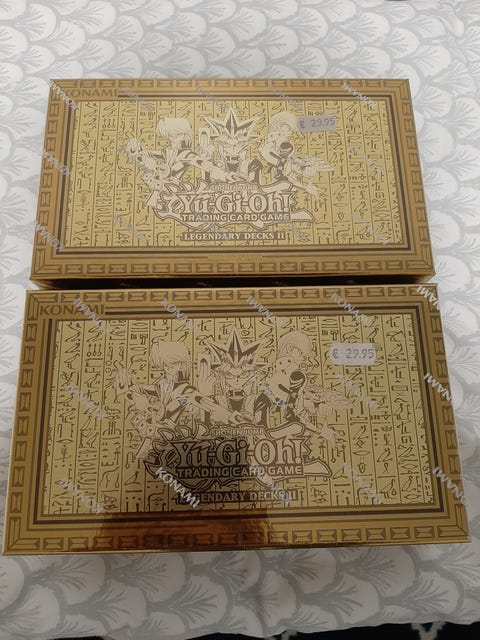 KONAMI
€ 29.95
SHONEN JUMP
Yu-Gi-Oh!
TRADING CARD GAME
LEGENDARY DECKS II
KONAMI
€ 29.95
SHONEN JUMP
Yu-Gi-Oh!
TRADING CARD GAME
LEGENDARY DECKS II